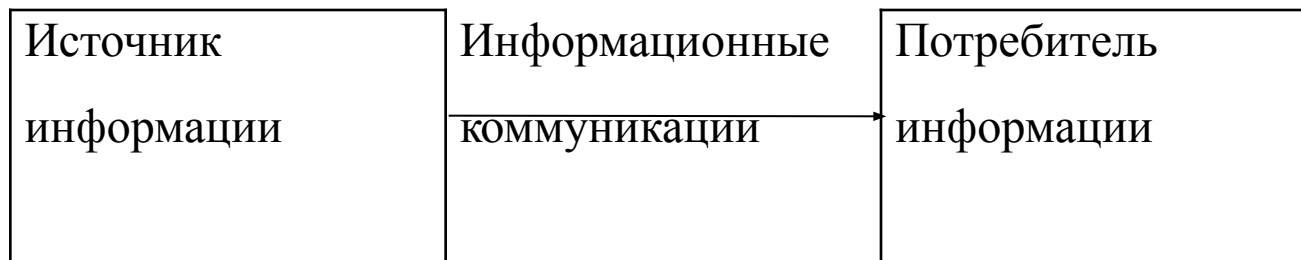 Источник
информации
Информационные
коммуникации
Потребитель
информации